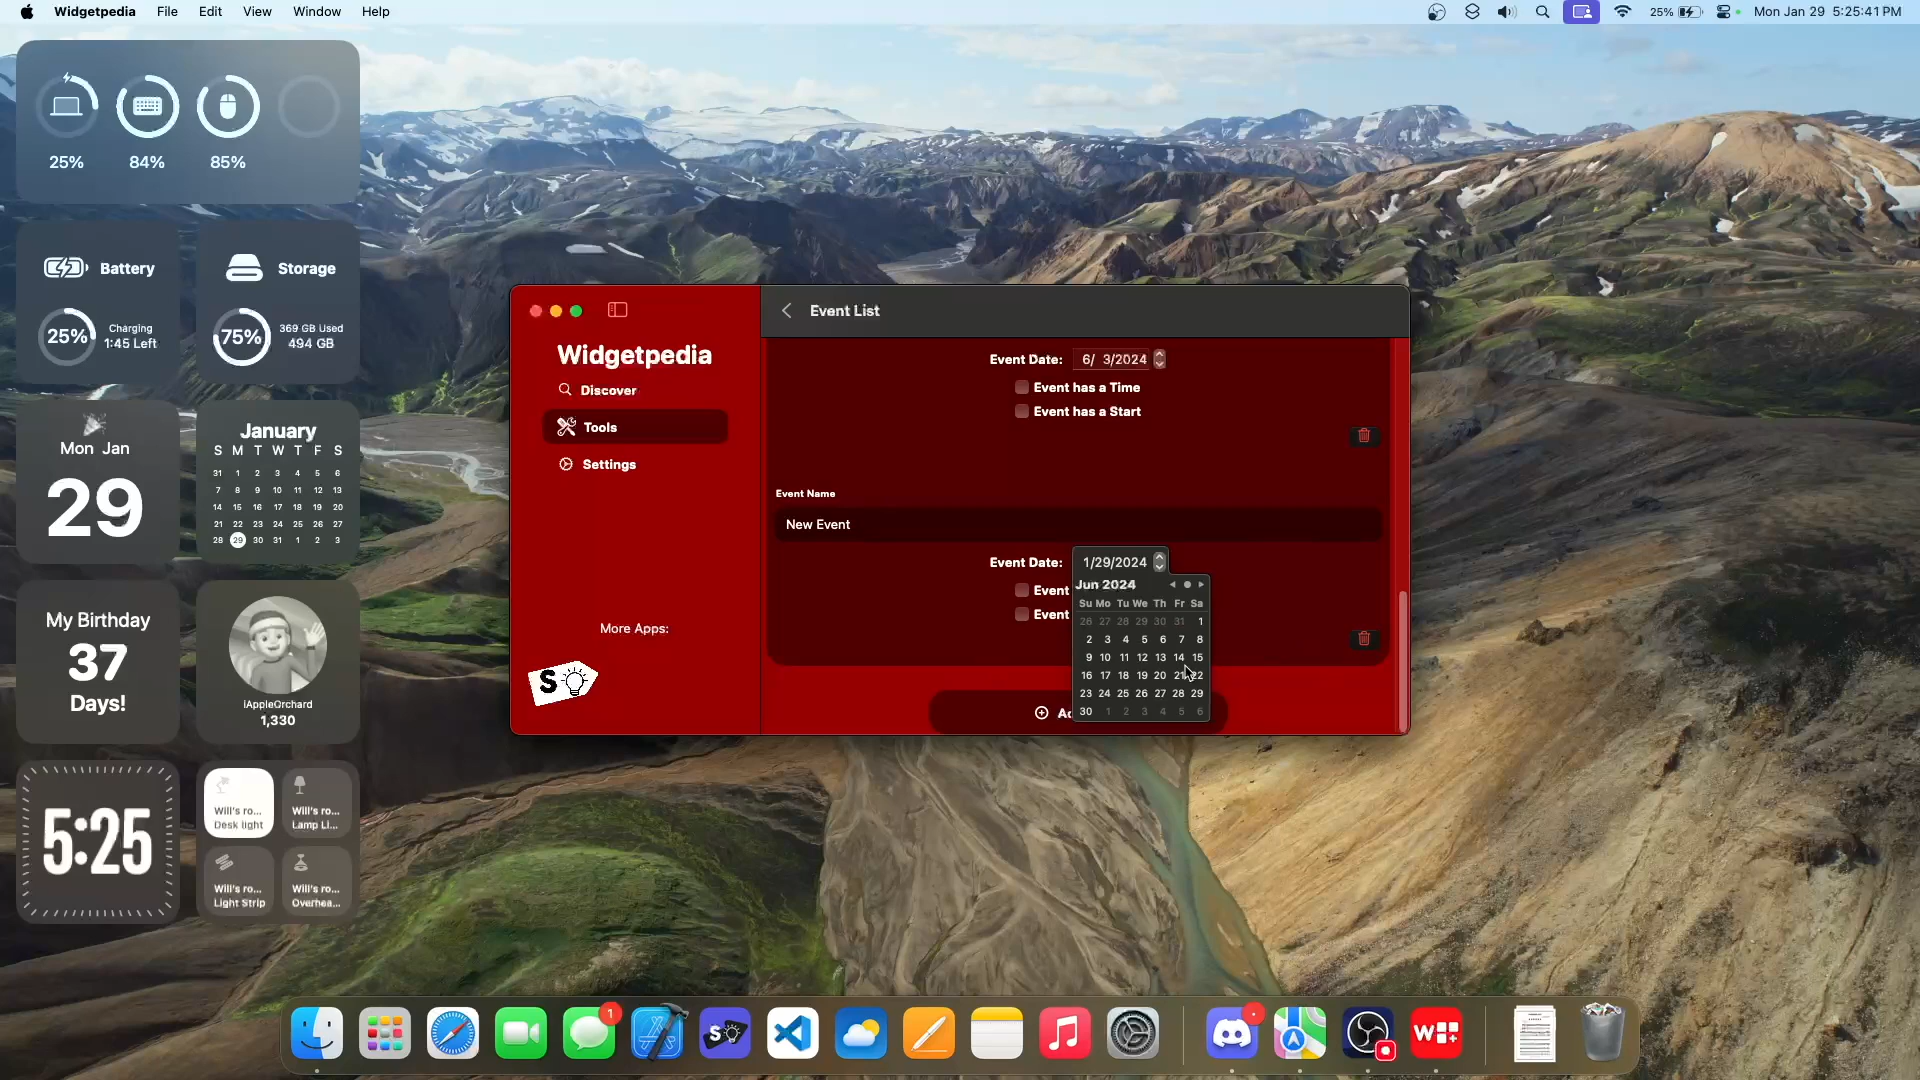 Widgetpedia File Edit View Window Help 25% Mon Jan 29 5:25:41 PM
25% 84% 85%
Battery
25% Charging
1:45 Left
Storage
75% 369 GB Used
494 GB
Mon Jan
29
January
S M T W T F S
31 1 2 3 4 5 6
7 8 9 10 11 12 13
14 15 16 17 18 19 20
21 22 23 24 25 26 27
28 29 30 31 1 2 3
My Birthday
37
Days!
iAppleOrchard
1,330
5:25
Will's ro...
Desk light
Will's ro...
Lamp Li...
Will's ro...
Light Strip
Will's ro...
Overhea...
Widgetpedia
Discover
Tools
Settings
More Apps:
S
Event List
Event Date: 6/ 3/2024
Event has a Time
Event has a Start
Event Name
New Event
Event Date: 1/29/2024
Event
Event
Jun 2024
Su Mo Tu We Th Fr Sa
26 27 28 29 30 31 1
2 3 4 5 6 7 8
9 10 11 12 13 14 15
16 17 18 19 20 21 22
23 24 25 26 27 28 29
30 1 2 3 4 5 6
1
S
W